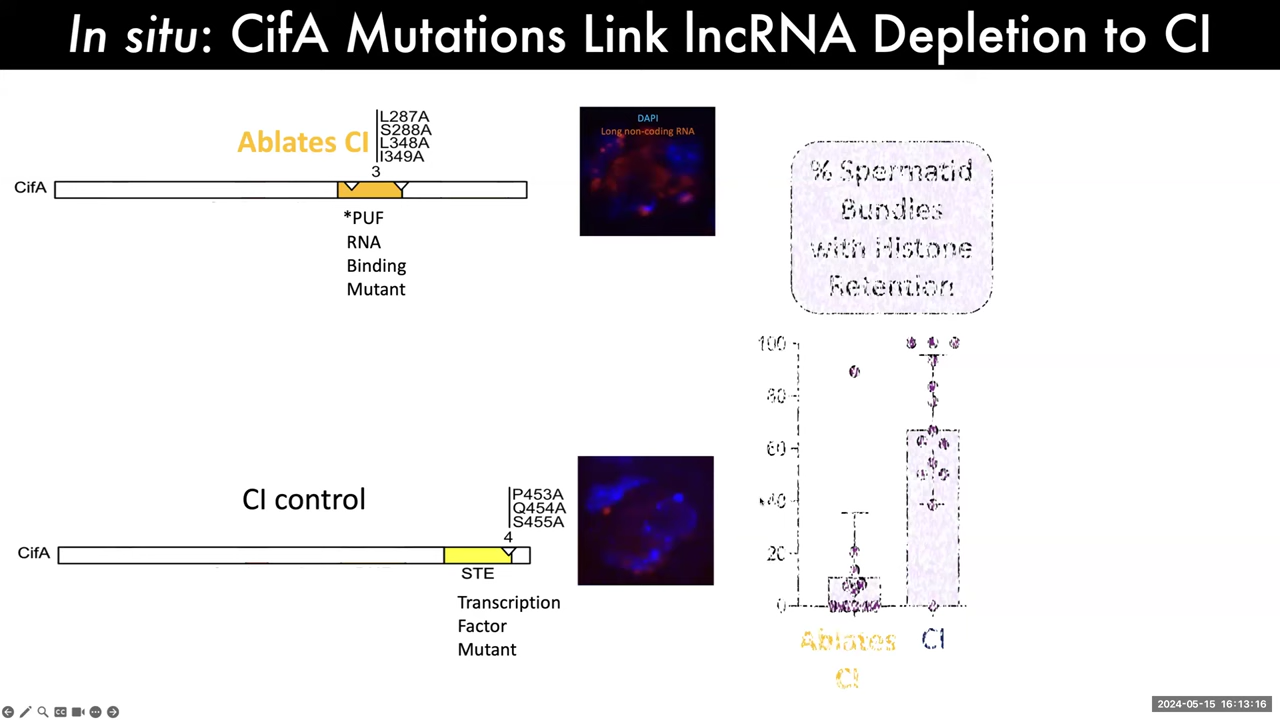 In situ: CifA Mutations Link lncRNA Depletion to CI
Ablates CI
L287A
S288A
L348A
I349A
3
CifA
*PUF
RNA
Binding
Mutant
DAPI
Long non-coding RNA
% Spermatid
Bundles
with Histone
Retention
100
80
60
40
20
0
Ablates
CI
CI
CI control
P453A
Q454A
S455A
4
CifA
STE
Transcription
Factor
Mutant
2024-05-15 16:13:16